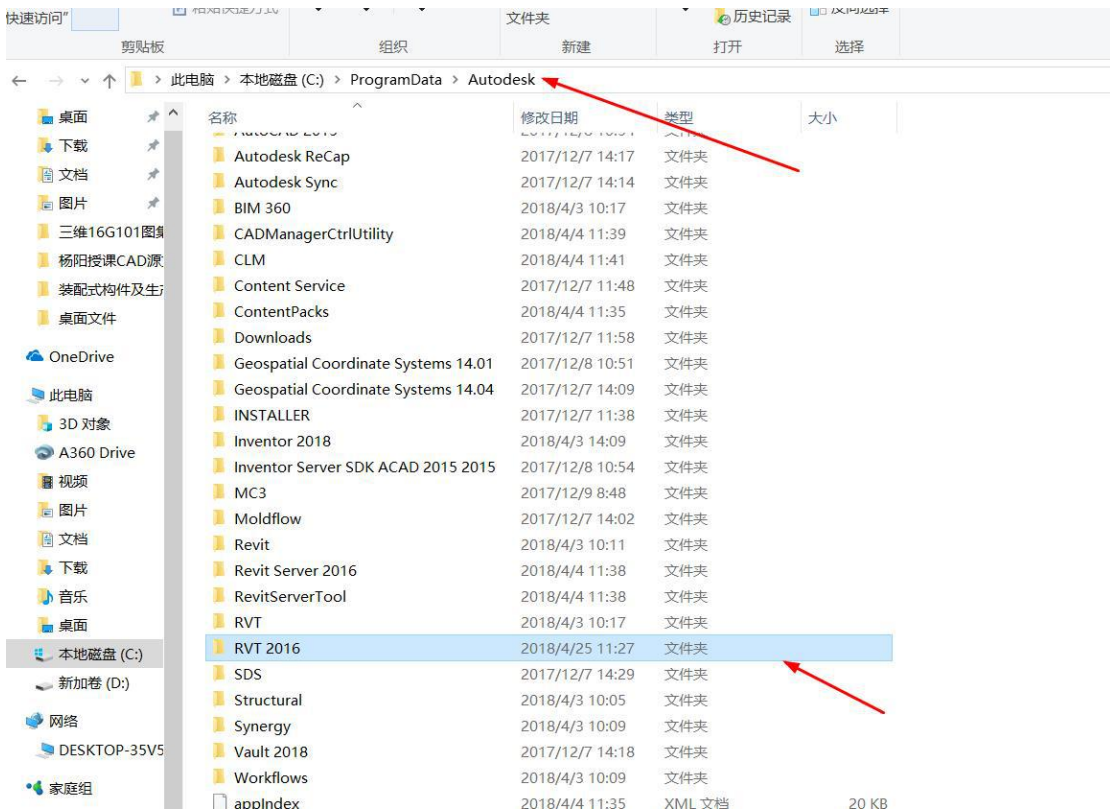 快速访问"
粘贴快捷方式
文件夹
历史记录
反向选择
剪贴板 组织 新建 打开 选择
此电脑 > 本地磁盘 (C:) > ProgramData > Autodesk
名称 修改日期 类型 大小
桌面
下载
文档
图片
三维16G101图集
杨阳授课CAD源
装配式构件及生产
桌面文件
OneDrive
此电脑
3D 对象
A360 Drive
视频
图片
文档
下载
音乐
桌面
本地磁盘 (C:)
新加卷 (D:)
网络
DESKTOP-35V5
家庭组
Autodesk ReCap 2017/12/7 14:17 文件夹
Autodesk Sync 2017/12/7 14:14 文件夹
BIM 360 2018/4/3 10:17 文件夹
CADManagerCtrlUtility 2018/4/4 11:39 文件夹
CLM 2018/4/4 11:41 文件夹
Content Service 2017/12/7 11:48 文件夹
ContentPacks 2018/4/4 11:35 文件夹
Downloads 2017/12/7 11:58 文件夹
Geospatial Coordinate Systems 14.01 2017/12/8 10:51 文件夹
Geospatial Coordinate Systems 14.04 2017/12/7 14:09 文件夹
INSTALLER 2017/12/7 11:38 文件夹
Inventor 2018 2018/4/3 14:09 文件夹
Inventor Server SDK ACAD 2015 2015 2017/12/8 10:54 文件夹
MC3 2017/12/9 8:48 文件夹
Moldflow 2017/12/7 14:02 文件夹
Revit 2018/4/3 10:11 文件夹
Revit Server 2016 2018/4/4 11:38 文件夹
RevitServerTool 2018/4/4 11:38 文件夹
RVT 2018/4/3 10:17 文件夹
RVT 2016 2018/4/25 11:27 文件夹
SDS 2017/12/7 14:29 文件夹
Structural 2018/4/3 10:05 文件夹
Synergy 2018/4/3 10:09 文件夹
Vault 2018 2017/12/7 14:18 文件夹
Workflows 2018/4/3 10:09 文件夹
appIndex 2018/4/4 11:35 XML 文档 20 KB